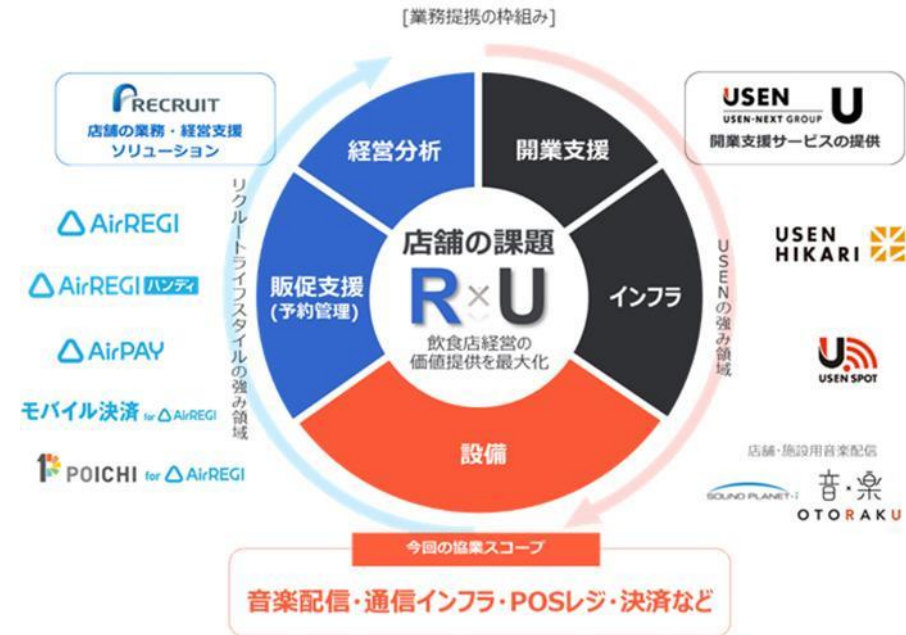 [業務提携の枠組み]
RECRUIT
店舗の業務・経営支援
ソリューション
AirREGI
AirREGI ハンディ
AirPAY
モバイル決済 for AirREGI
POICHI for AirREGI
リクルートライフスタイルの強み領域
経営分析
開業支援
販促支援
(予約管理)
インフラ
設備
店舗の課題
R×U
飲食店経営の
価値提供を最大化
USENの強み領域
USEN U
USEN-NEXT GROUP
開業支援サービスの提供
USEN
HIKARI
USEN SPOT
店舗・施設用音楽配信
SOUND PLANET-i
音・楽
OTORAKU
今回の協業スコープ
音楽配信・通信インフラ・POSレジ・決済など